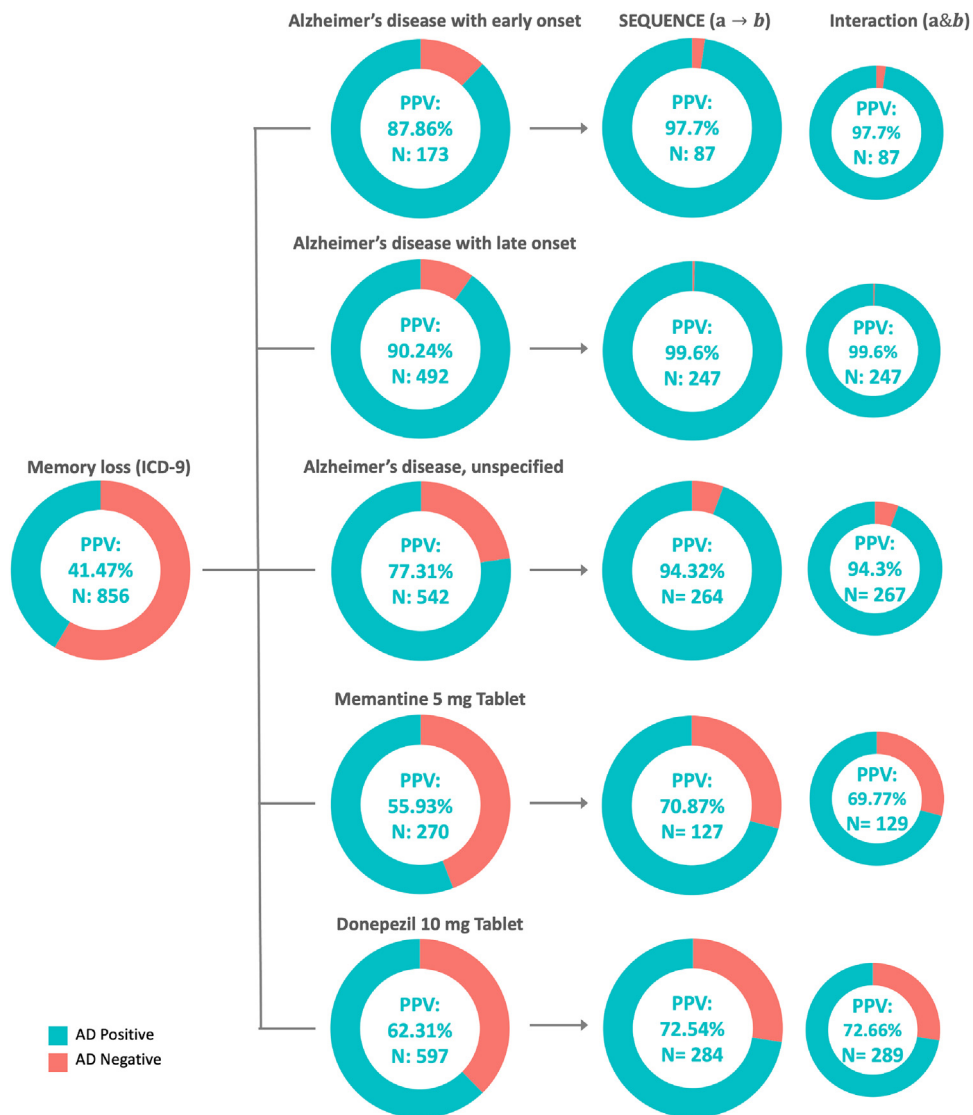 Alzheimer’s disease with early onset
SEQUENCE (a → b)
Interaction (a&b)
PPV:
87.86%
N: 173
PPV:
97.7%
N: 87
PPV:
97.7%
N: 87
Alzheimer’s disease with late onset
PPV:
90.24%
N: 492
PPV:
99.6%
N: 247
PPV:
99.6%
N: 247
Memory loss (ICD-9)
PPV:
41.47%
N: 856
Alzheimer’s disease, unspecified
PPV:
77.31%
N: 542
PPV:
94.32%
N= 264
PPV:
94.3%
N= 267
Memantine 5 mg Tablet
PPV:
55.93%
N: 270
PPV:
70.87%
N= 127
PPV:
69.77%
N= 129
Donepezil 10 mg Tablet
PPV:
62.31%
N: 597
PPV:
72.54%
N= 284
PPV:
72.66%
N= 289
AD Positive
AD Negative